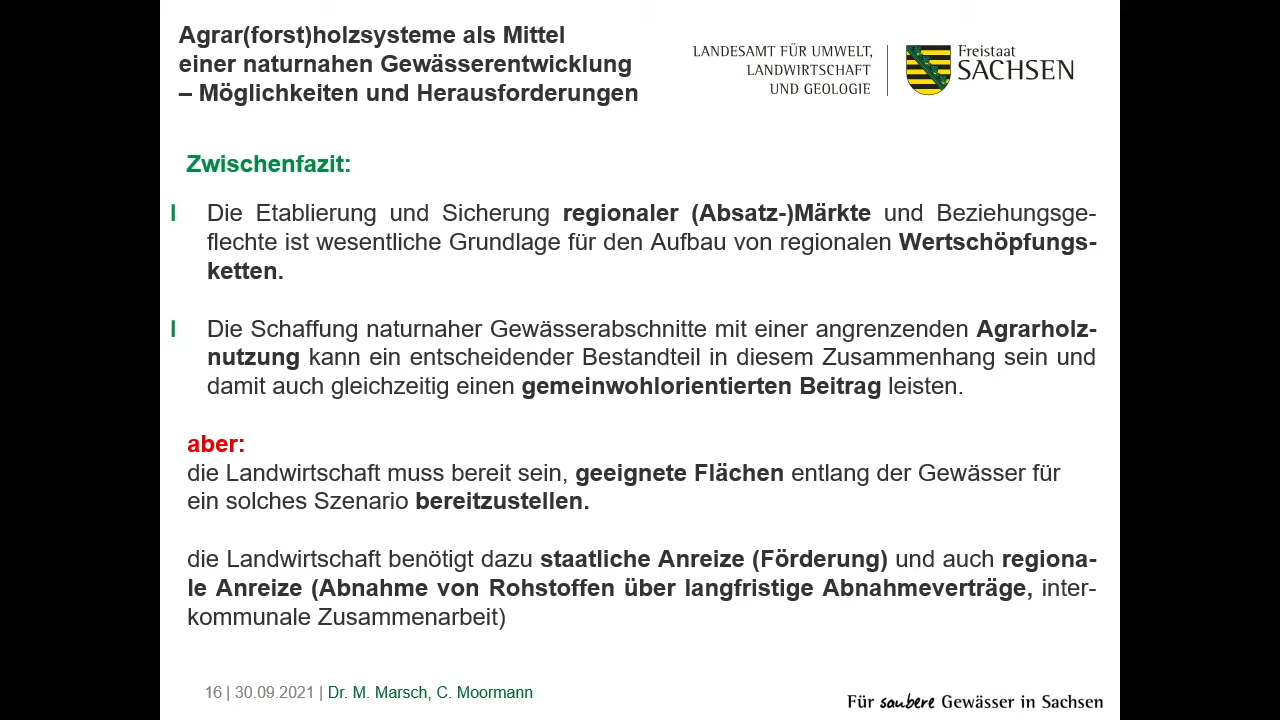 Agrar(forst)holzsysteme als Mittel
einer naturnahen Gewässerentwicklung
– Möglichkeiten und Herausforderungen
LANDESAMT FÜR UMWELT,
LANDWIRTSCHAFT
UND GEOLOGIE
Freistaat
SACHSEN
Zwischenfazit:
l Die Etablierung und Sicherung regionaler (Absatz-)Märkte und Beziehungsge-
flechte ist wesentliche Grundlage für den Aufbau von regionalen Wertschöpfungs-
ketten.
l Die Schaffung naturnaher Gewässerabschnitte mit einer angrenzenden Agrarholz-
nutzung kann ein entscheidender Bestandteil in diesem Zusammenhang sein und
damit auch gleichzeitig einen gemeinwohlorientierten Beitrag leisten.
aber:
die Landwirtschaft muss bereit sein, geeignete Flächen entlang der Gewässer für
ein solches Szenario bereitzustellen.
die Landwirtschaft benötigt dazu staatliche Anreize (Förderung) und auch regiona-
le Anreize (Abnahme von Rohstoffen über langfristige Abnahmeverträge, inter-
kommunale Zusammenarbeit)
16 | 30.09.2021 | Dr. M. Marsch, C. Moormann
Für saubere Gewässer in Sachsen